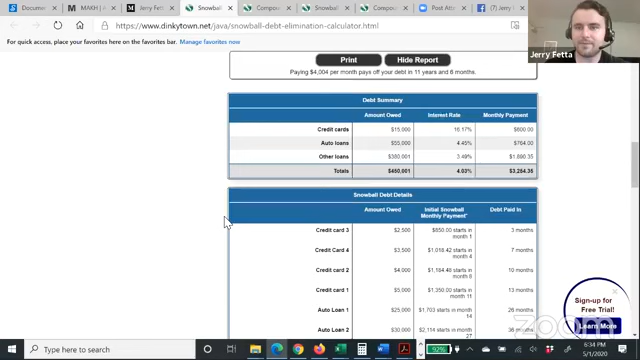 Document
MAKH J
Jerry Fetta
Snowball
Compou
Snowball
Compou
Post Att
Jerry Fe
https://www.dinkytown.net/java/snowball-debt-elimination-calculator.html
For quick access, place your favorites here on the favorites bar. Manage favorites now
Jerry Fetta
Print Hide Report
Paying $4,004 per month pays off your debt in 11 years and 6 months.
Debt Summary
Amount Owed Interest Rate Monthly Payment
Credit cards $15,000 16.17% $600.00
Auto loans $55,000 4.45% $764.00
Other loans $380,001 3.49% $1,890.35
Totals $450,001 4.03% $3,254.35
Snowball Debt Details
Amount Owed Initial Snowball Monthly Payment* Debt Paid In
Credit card 3 $2,500 $850.00 starts in month 1 3 months
Credit card 4 $3,500 $1,018.42 starts in month 4 7 months
Credit card 2 $4,000 $1,184.48 starts in month 8 10 months
Credit card 1 $5,000 $1,350.00 starts in month 11 13 months
Auto Loan 1 $25,000 $1,703 starts in month 14 26 months
Auto Loan 2 $30,000 $2,114 starts in month 27 36 months
Sign-up for Free Trial!
Learn More
zoom
Type here to search
92%
6:34 PM
5/1/2020